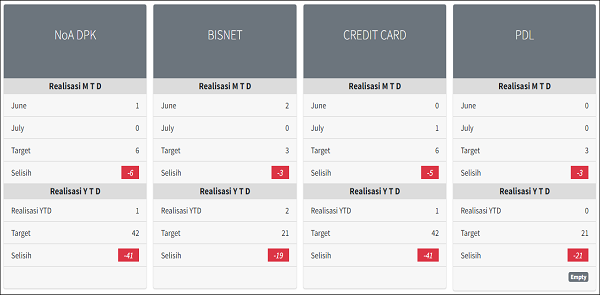 NoA DPK
Realisasi M T D
June 1
July 0
Target 6
Selisih -6
Realisasi Y T D
Realisasi YTD 1
Target 42
Selisih -41
BISNET
Realisasi M T D
June 2
July 0
Target 3
Selisih -3
Realisasi Y T D
Realisasi YTD 2
Target 21
Selisih -19
CREDIT CARD
Realisasi M T D
June 0
July 1
Target 6
Selisih -5
Realisasi Y T D
Realisasi YTD 1
Target 42
Selisih -41
PDL
Realisasi M T D
June 0
July 0
Target 3
Selisih -3
Realisasi Y T D
Realisasi YTD 0
Target 21
Selisih -21
Empty